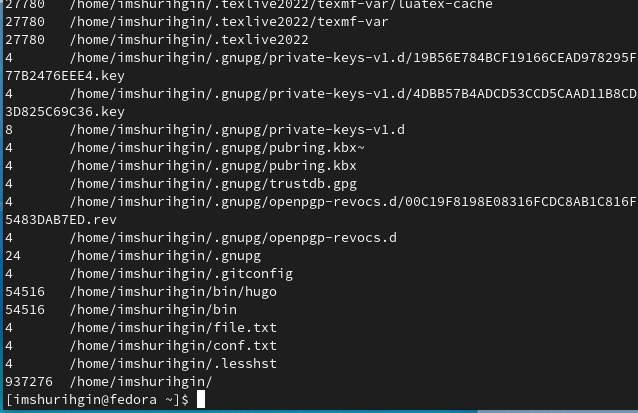 27780   /home/imshurihgin/.texlive2022/texmf-var/luatex-cache
27780   /home/imshurihgin/.texlive2022/texmf-var
27780   /home/imshurihgin/.texlive2022
4       /home/imshurihgin/.gnupg/private-keys-v1.d/19B56E784BCF19166CEAD978295F
77B2476EEE4.key
4       /home/imshurihgin/.gnupg/private-keys-v1.d/4DBB57B4ADCD53CCD5CAAD11B8CD
3D825C69C36.key
8       /home/imshurihgin/.gnupg/private-keys-v1.d
4       /home/imshurihgin/.gnupg/pubring.kbx~
4       /home/imshurihgin/.gnupg/pubring.kbx
4       /home/imshurihgin/.gnupg/trustdb.gpg
4       /home/imshurihgin/.gnupg/openpgp-revocs.d/00C19F8198E08316FCDC8AB1C816F
5483DAB7ED.rev
4       /home/imshurihgin/.gnupg/openpgp-revocs.d
24      /home/imshurihgin/.gnupg
4       /home/imshurihgin/.gitconfig
54516   /home/imshurihgin/bin/hugo
54516   /home/imshurihgin/bin
4       /home/imshurihgin/file.txt
4       /home/imshurihgin/conf.txt
4       /home/imshurihgin/.lesshst
937276  /home/imshurihgin/
[imshurihgin@fedora ~]$